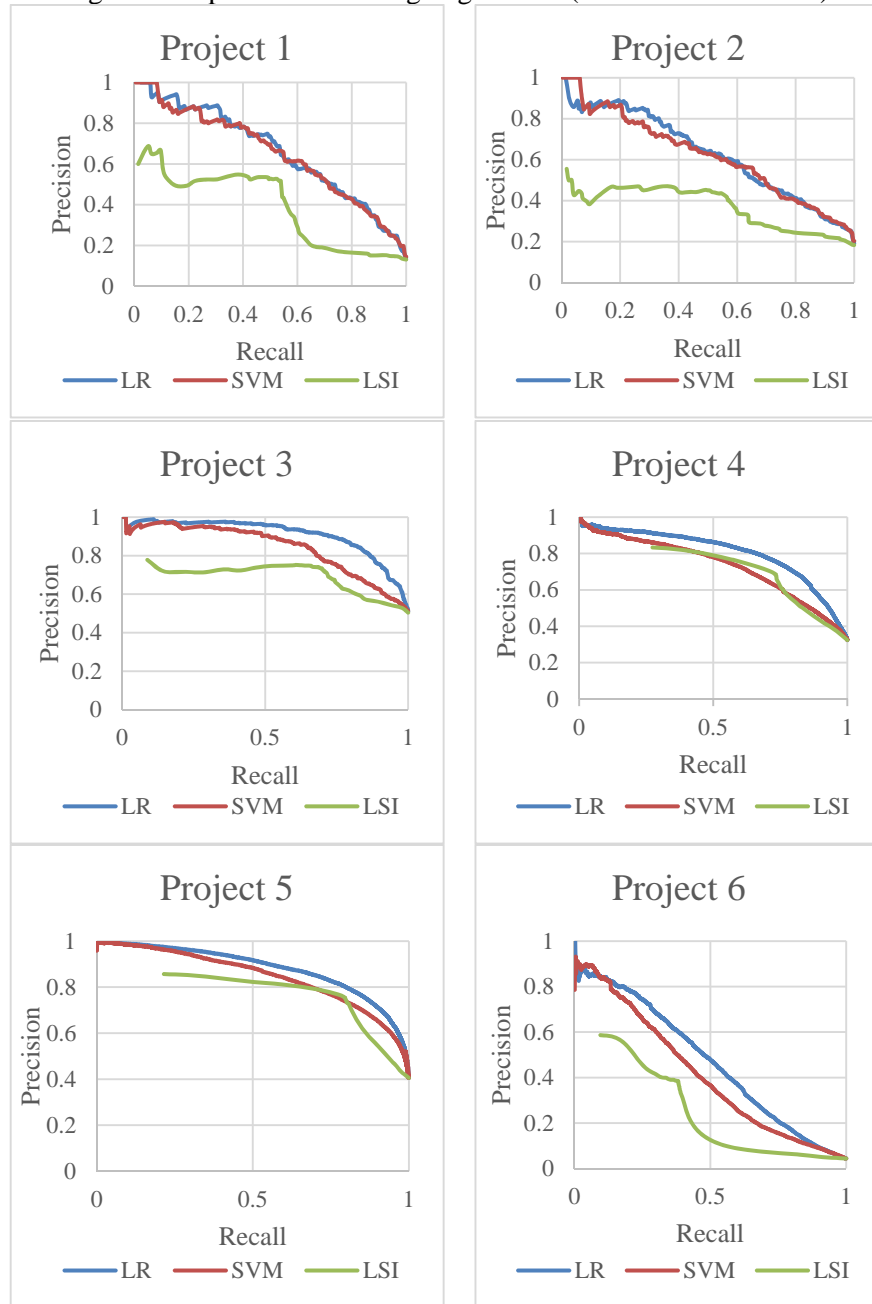 Project 1
Precision
1
0.8
0.6
0.4
0.2
0
0 0.2 0.4 0.6 0.8 1
Recall
LR SVM LSI
Project 2
Precision
1
0.8
0.6
0.4
0.2
0
0 0.2 0.4 0.6 0.8 1
Recall
LR SVM LSI
Project 3
Precision
1
0.8
0.6
0.4
0.2
0
0 0.5 1
Recall
LR SVM LSI
Project 4
Precision
1
0.8
0.6
0.4
0.2
0
0 0.5 1
Recall
LR SVM LSI
Project 5
Precision
1
0.8
0.6
0.4
0.2
0
0 0.5 1
Recall
LR SVM LSI
Project 6
Precision
1
0.8
0.6
0.4
0.2
0
0 0.5 1
Recall
LR SVM LSI